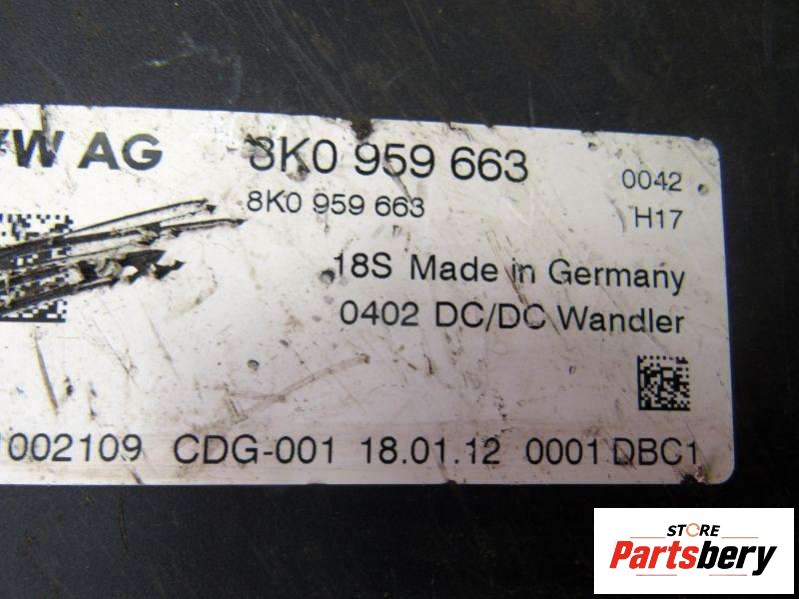 VW AG 8K0 959 663 0042
8K0 959 663 H17
18S Made in Germany
0402 DC/DC Wandler
002109 CDG-001 18.01.12 0001 DBC1
STORE
Partsbery